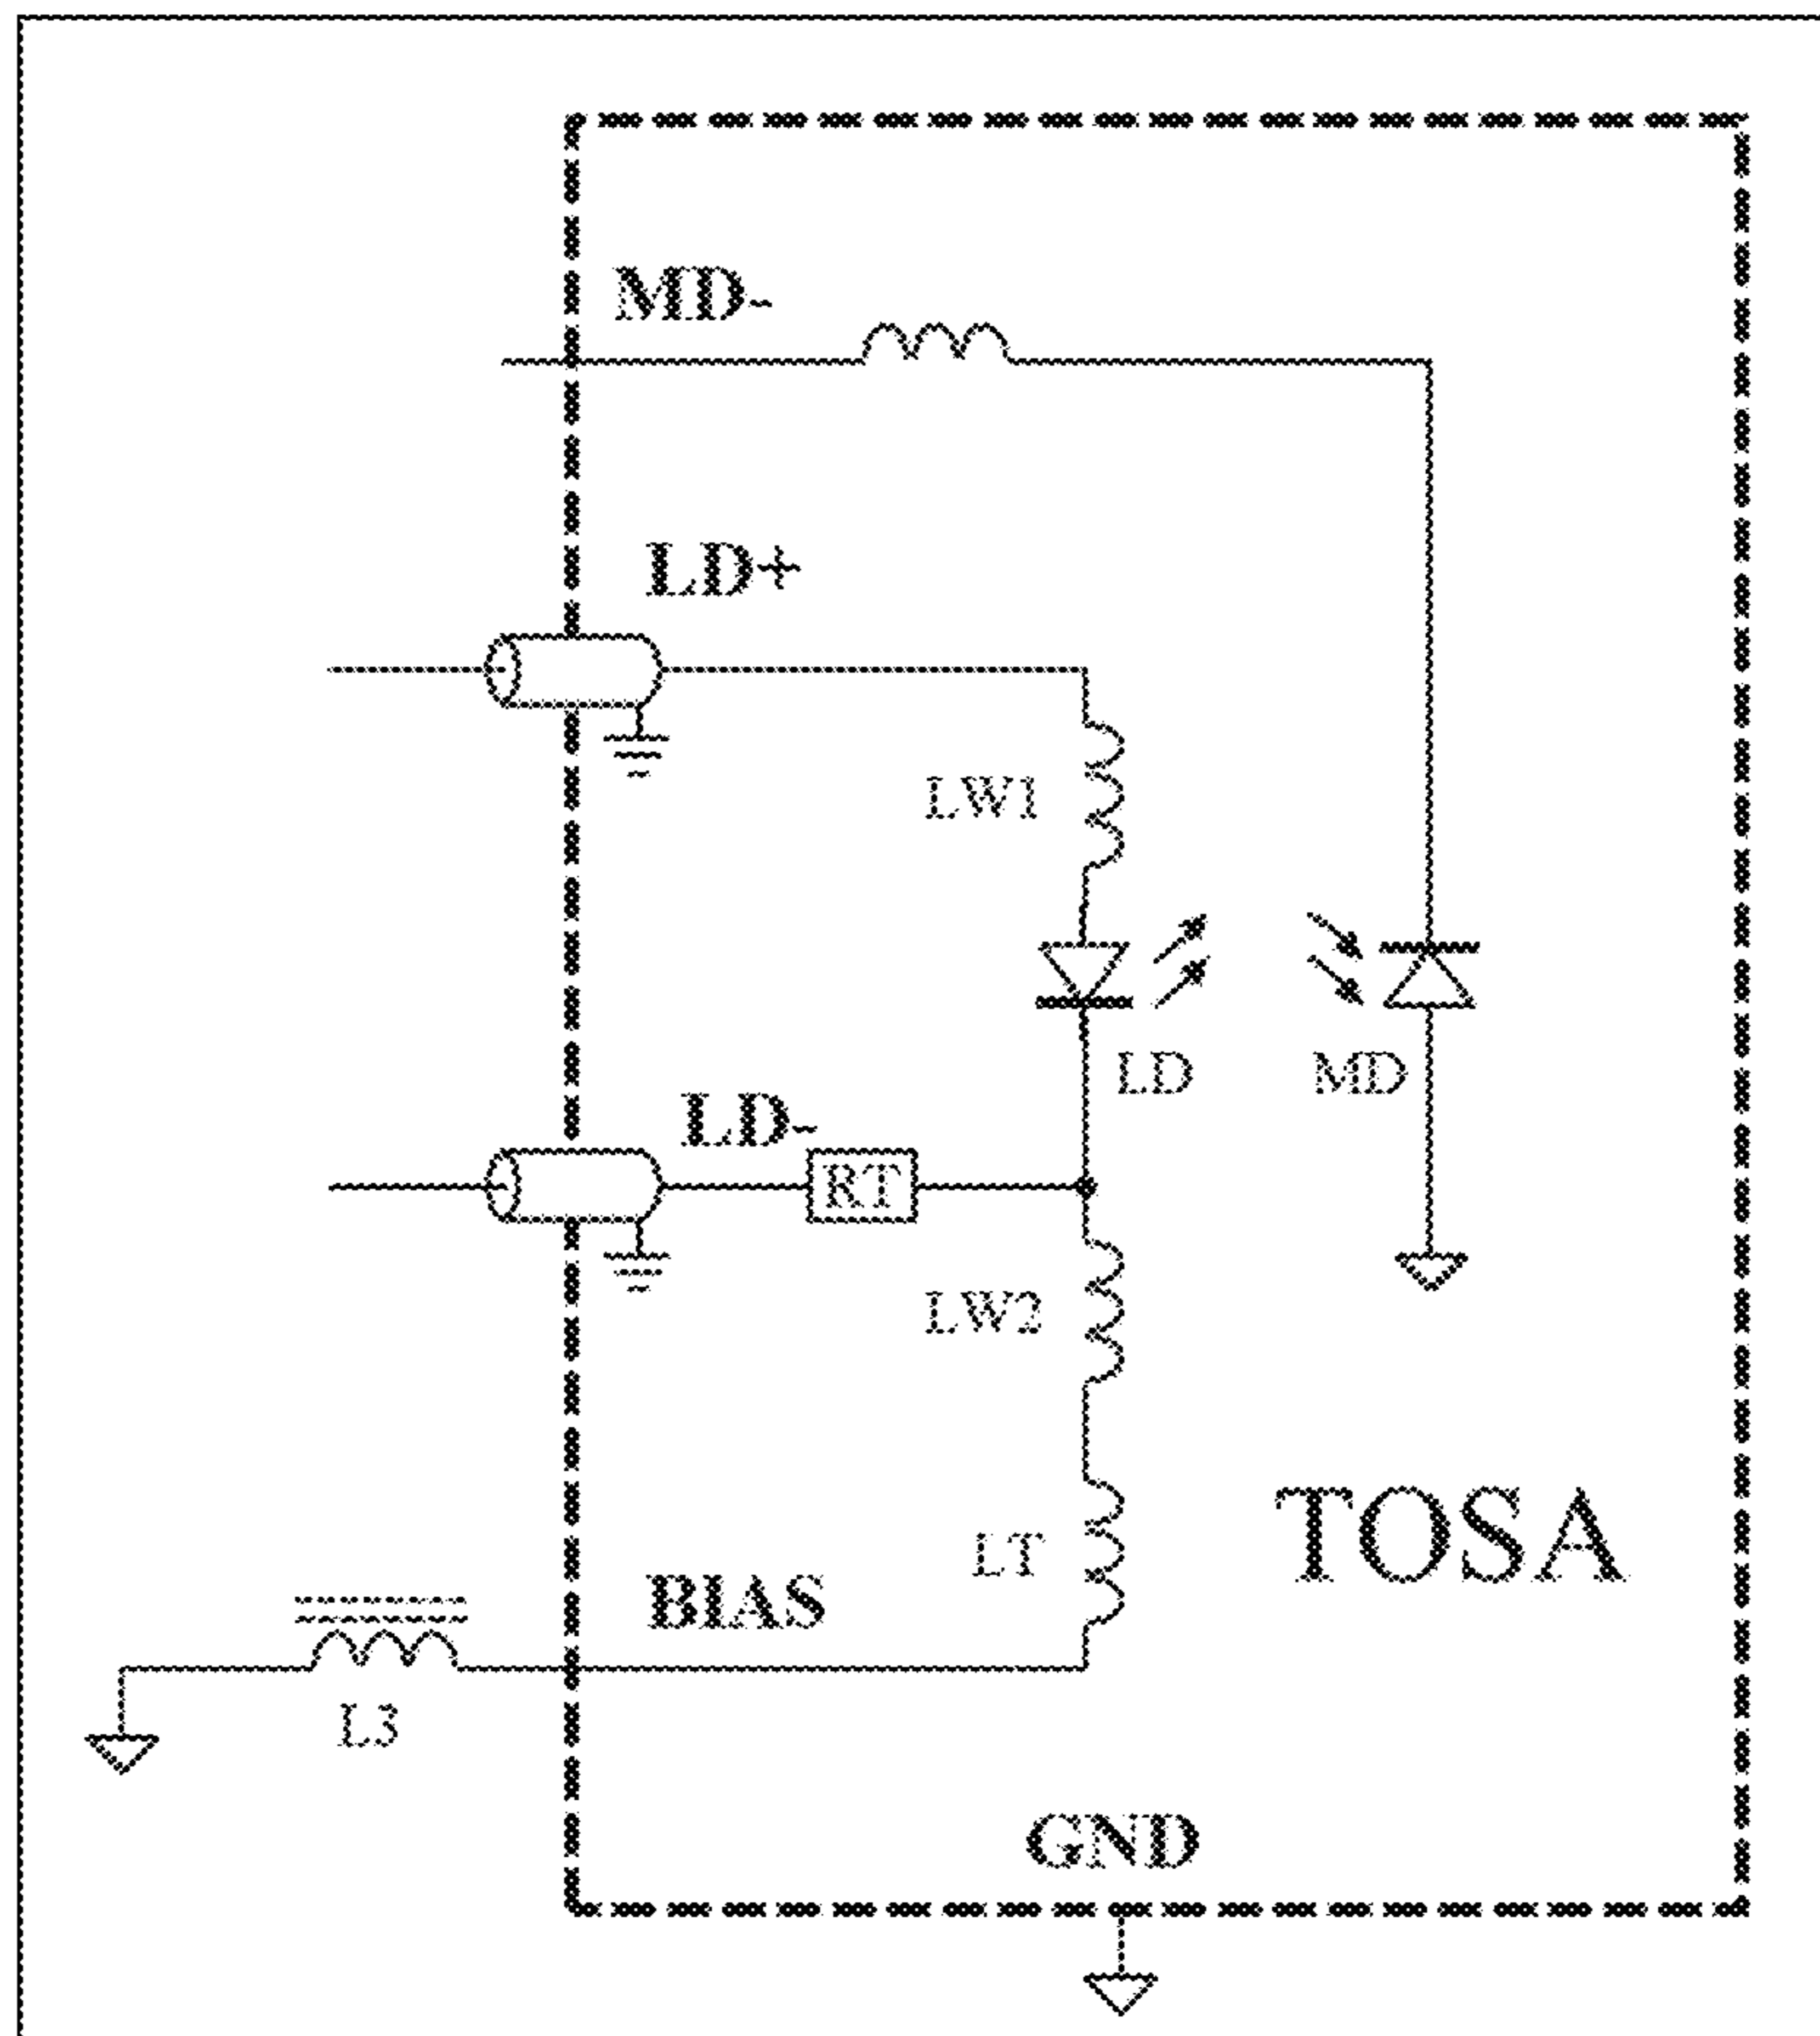 MD-
LD+
LW1
LD MD
LD-
RT
LW2
TOSA
LT
BIAS
L3
GND